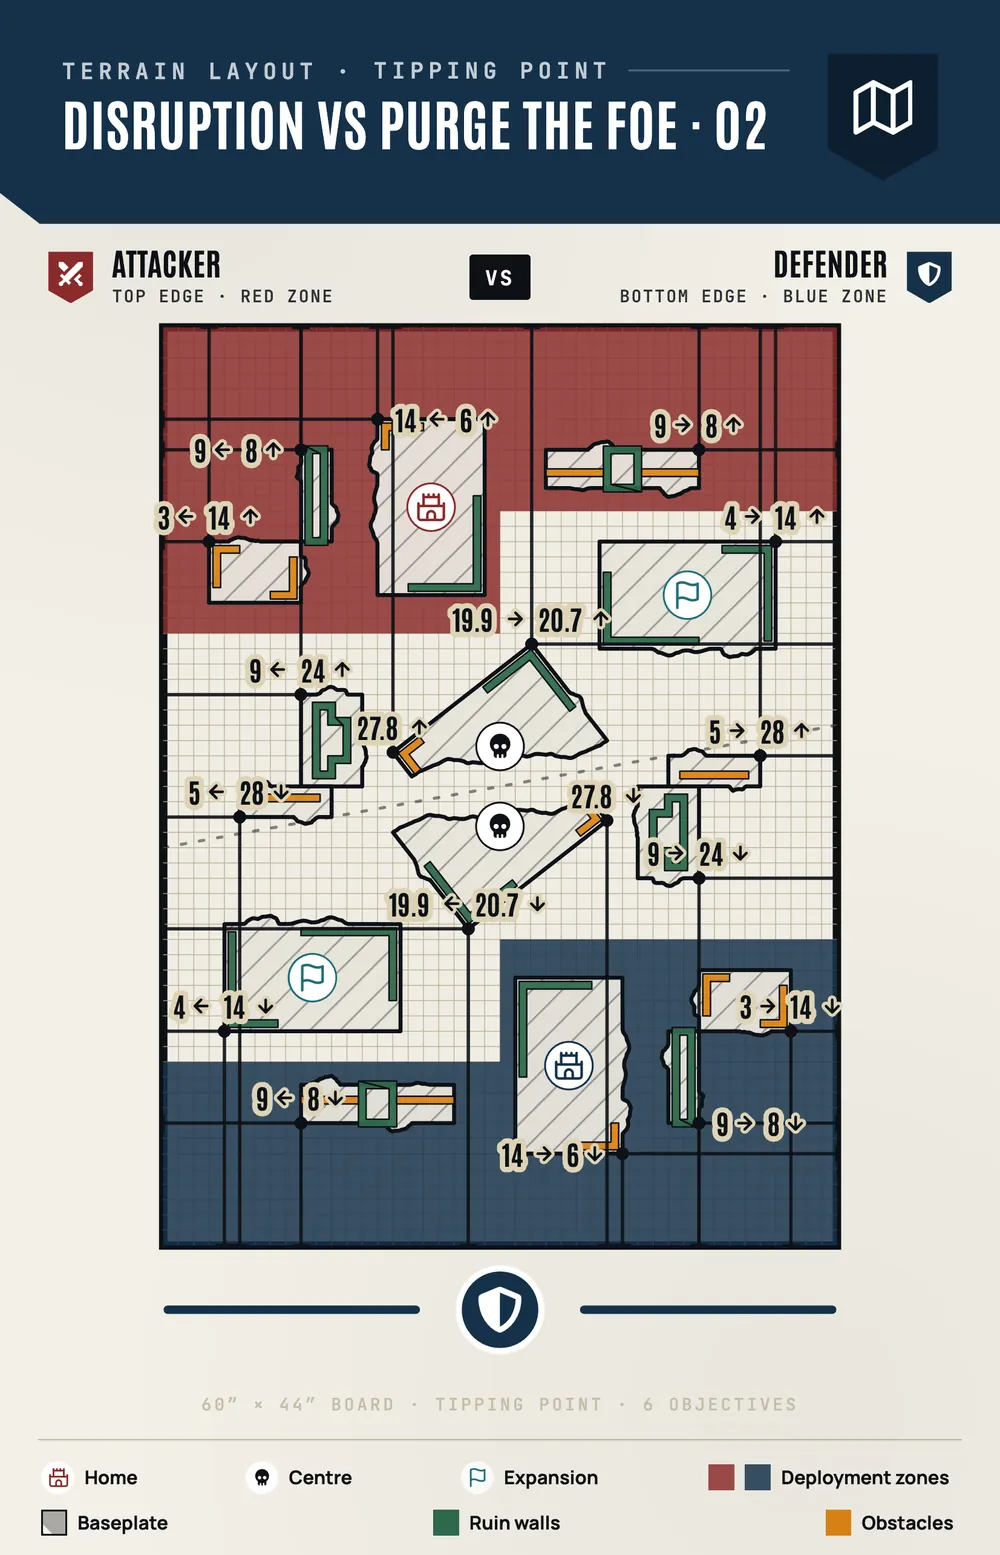 TERRAIN LAYOUT · TIPPING POINT
DISRUPTION VS PURGE THE FOE · 02
ATTACKER
TOP EDGE · RED ZONE
VS
DEFENDER
BOTTOM EDGE · BLUE ZONE
14 ← 6 ↑
9 → 8 ↑
9 ← 8 ↑
3 ← 14 ↑
4 → 14 ↑
19.9 → 20.7 ↑
9 ← 24 ↑
27.8 ↑
5 → 28 ↑
5 ← 28 ↓
27.8 ↓
9 → 24 ↓
19.9 ← 20.7 ↓
4 ← 14 ↓
3 → 14 ↓
9 ← 8 ↓
9 → 8 ↓
14 → 6 ↓
60” × 44” BOARD · TIPPING POINT · 6 OBJECTIVES
Home
Centre
Expansion
Deployment zones
Baseplate
Ruin walls
Obstacles